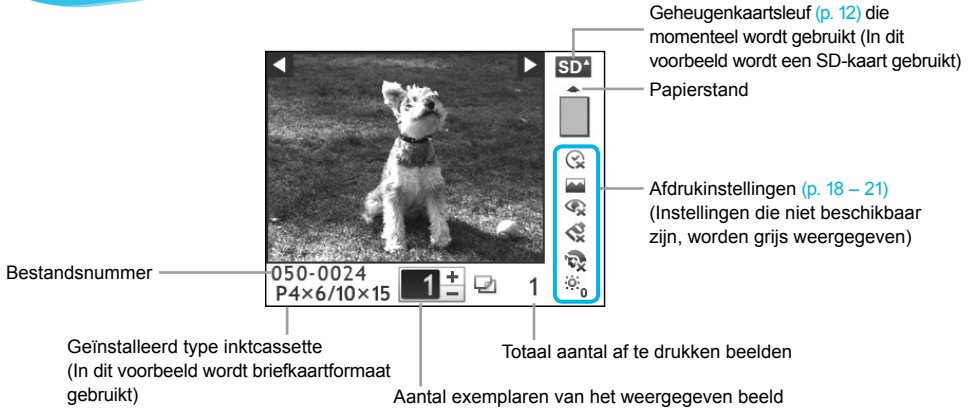 Geheugenkaartsleuf (p. 12) die
momenteel wordt gebruikt (In dit
voorbeeld wordt een SD-kaart gebruikt)
SD
Papierstand
Afdrukinstellingen (p. 18 – 21)
(Instellingen die niet beschikbaar
zijn, worden grijs weergegeven)
Bestandsnummer
050-0024
P4×6/10×15
1
+
−
1
0
Geïnstalleerd type inktcassette
(In dit voorbeeld wordt briefkaartformaat
gebruikt)
Totaal aantal af te drukken beelden
Aantal exemplaren van het weergegeven beeld